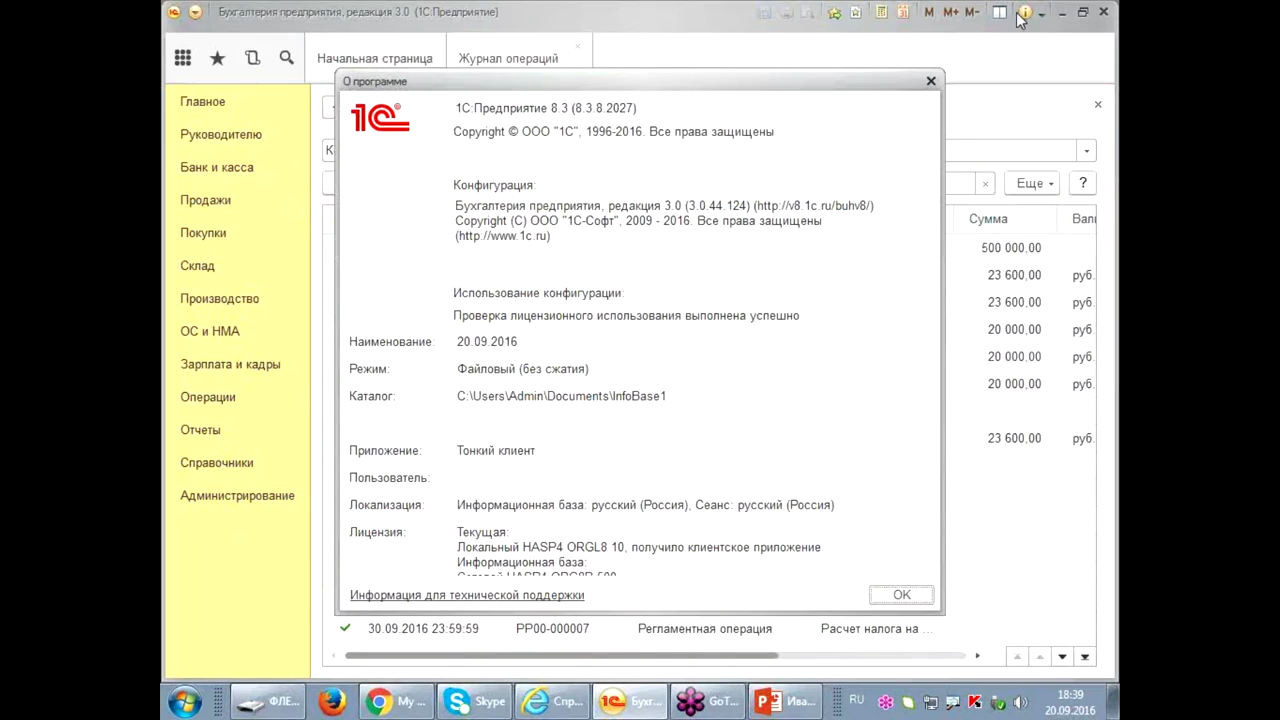 Бухгалтерия предприятия, редакция 3.0 (1С:Предприятие)
M M+ M-
Начальная страница
Журнал операций
Главное
Руководителю
Банк и касса
Продажи
Покупки
Склад
Производство
ОС и НМА
Зарплата и кадры
Операции
Отчеты
Справочники
Администрирование
О программе
1С
1С:Предприятие 8.3 (8.3.8.2027)
Copyright © ООО "1С", 1996-2016. Все права защищены
Конфигурация:
Бухгалтерия предприятия, редакция 3.0 (3.0.44.124) (http://v8.1c.ru/buhv8/)
Copyright (С) ООО "1С-Софт", 2009 - 2016. Все права защищены
(http://www.1c.ru)
Использование конфигурации:
Проверка лицензионного использования выполнена успешно
Наименование: 20.09.2016
Режим: Файловый (без сжатия)
Каталог: C:\Users\Admin\Documents\InfoBase1
Приложение: Тонкий клиент
Пользователь:
Локализация: Информационная база: русский (Россия), Сеанс: русский (Россия)
Лицензия: Текущая:
Локальный HASP4 ORGL8 10, получило клиентское приложение
Информационная база:
Информация для технической поддержки
OK
Еще
?
Сумма Вал
500 000,00
23 600,00 руб.
23 600,00 руб.
20 000,00 руб.
20 000,00 руб.
20 000,00 руб.
23 600,00 руб.
30.09.2016 23:59:59 РР00-000007 Регламентная операция Расчет налога на ...
ФЛЕ...
My ...
Skype
Спр...
Бухг...
GoT...
Ива...
RU
18:39
20.09.2016